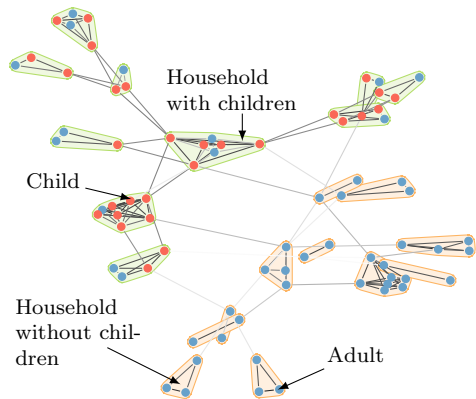 Household
with children
Child
Household
without chil-
dren
Adult